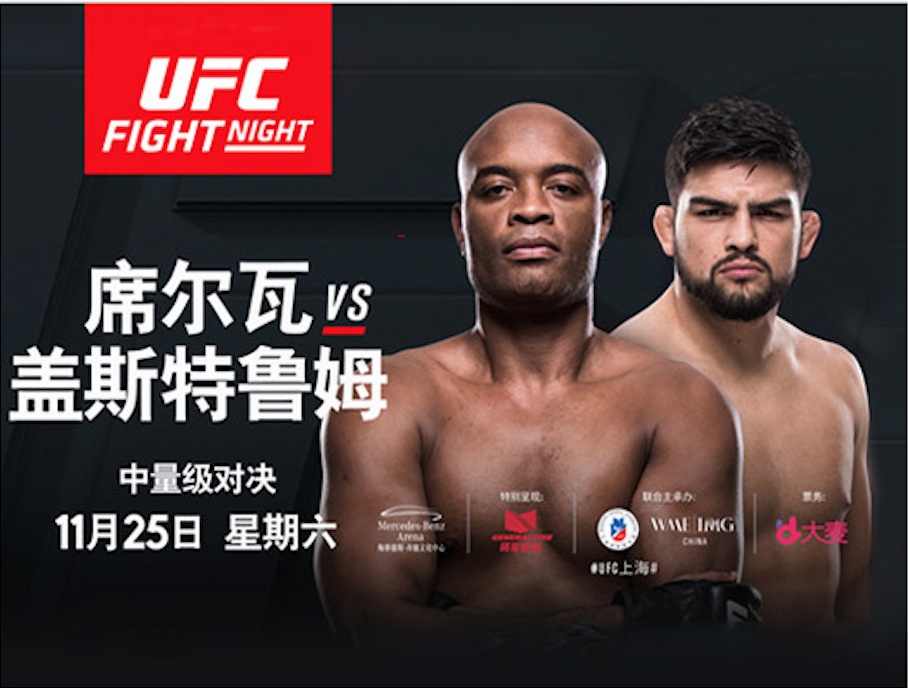 UFC
FIGHT NIGHT
席尔瓦 VS
盖斯特鲁姆
中量级对决
11月25日 星期六
特别呈现:
联合主承办:
票务:
Mercedes-Benz
Arena
WME | IMG
CHINA
大麦
#UFC上海#